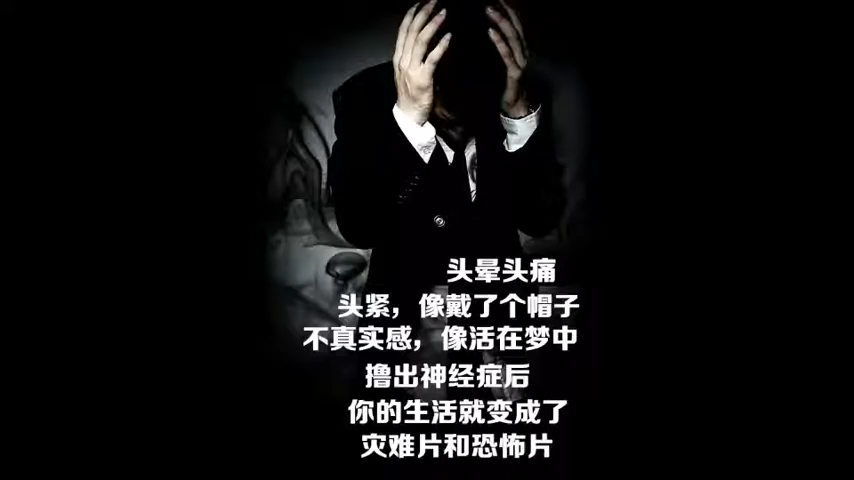 头晕头痛
头紧，像戴了个帽子
不真实感，像活在梦中
撸出神经症后
你的生活就变成了
灾难片和恐怖片